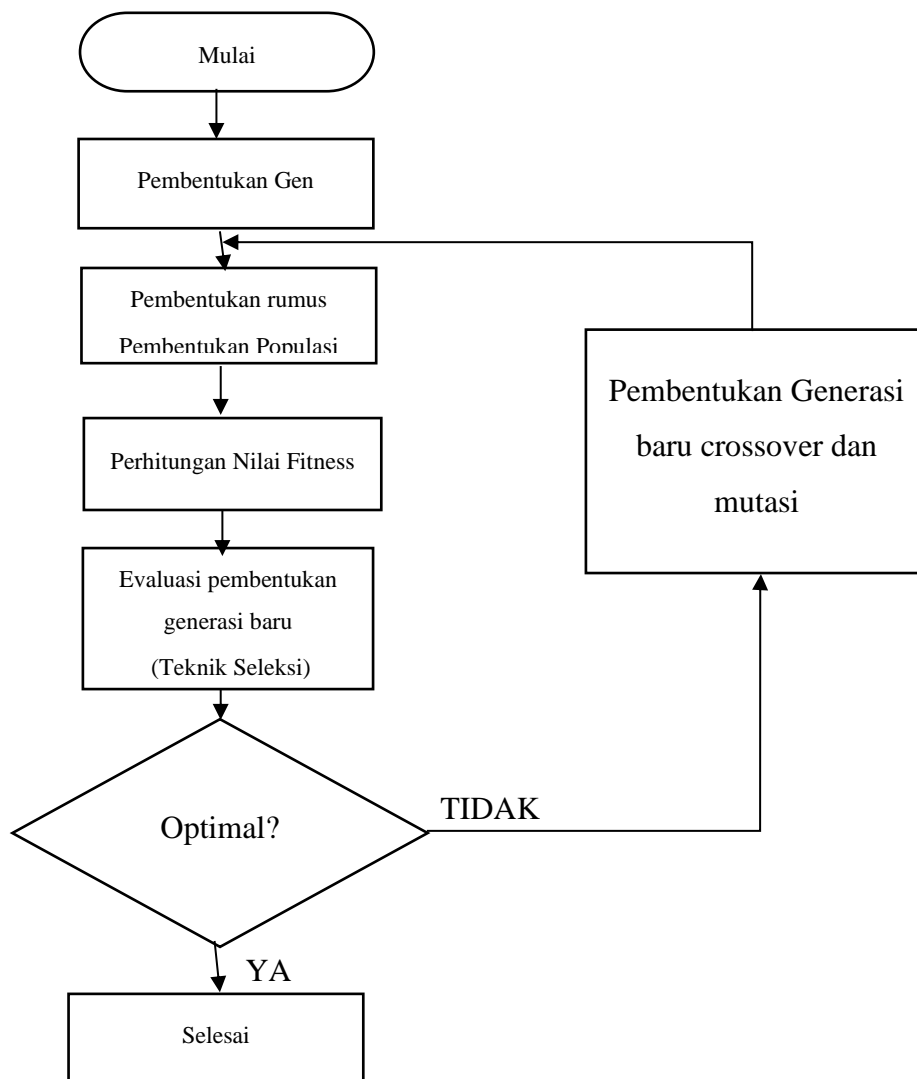 Mulai
Pembentukan Gen
Pembentukan rumus
Pembentukan Populasi
Perhitungan Nilai Fitness
Evaluasi pembentukan
generasi baru
(Teknik Seleksi)
Optimal?
TIDAK
YA
Selesai
Pembentukan Generasi
baru crossover dan
mutasi